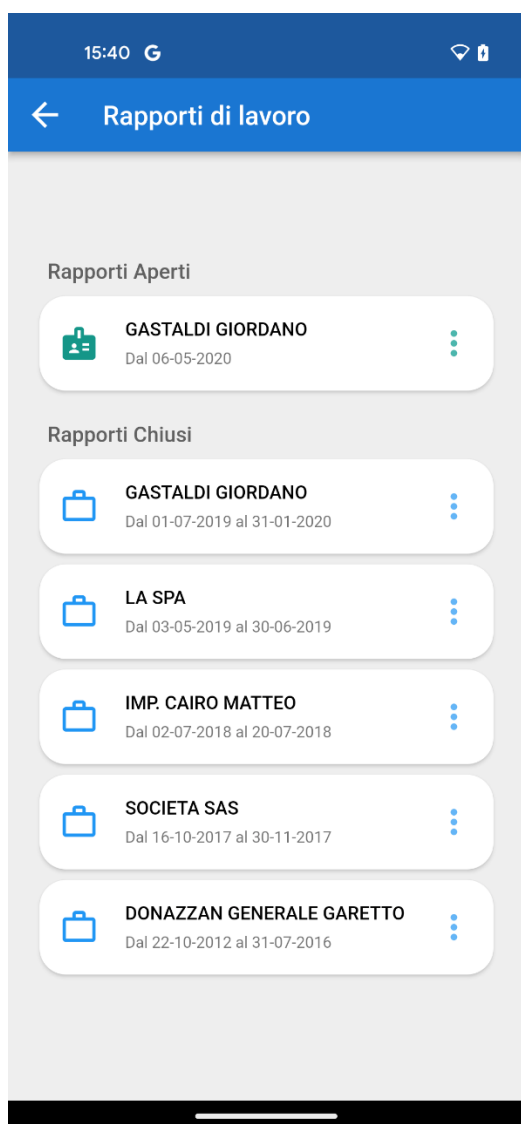 15:40 G
Rapporti di lavoro
Rapporti Aperti
GASTALDI GIORDANO
Dal 06-05-2020
Rapporti Chiusi
GASTALDI GIORDANO
Dal 01-07-2019 al 31-01-2020
LA SPA
Dal 03-05-2019 al 30-06-2019
IMP. CAIRO MATTEO
Dal 02-07-2018 al 20-07-2018
SOCIETA SAS
Dal 16-10-2017 al 30-11-2017
DONAZZAN GENERALE GARETTO
Dal 22-10-2012 al 31-07-2016